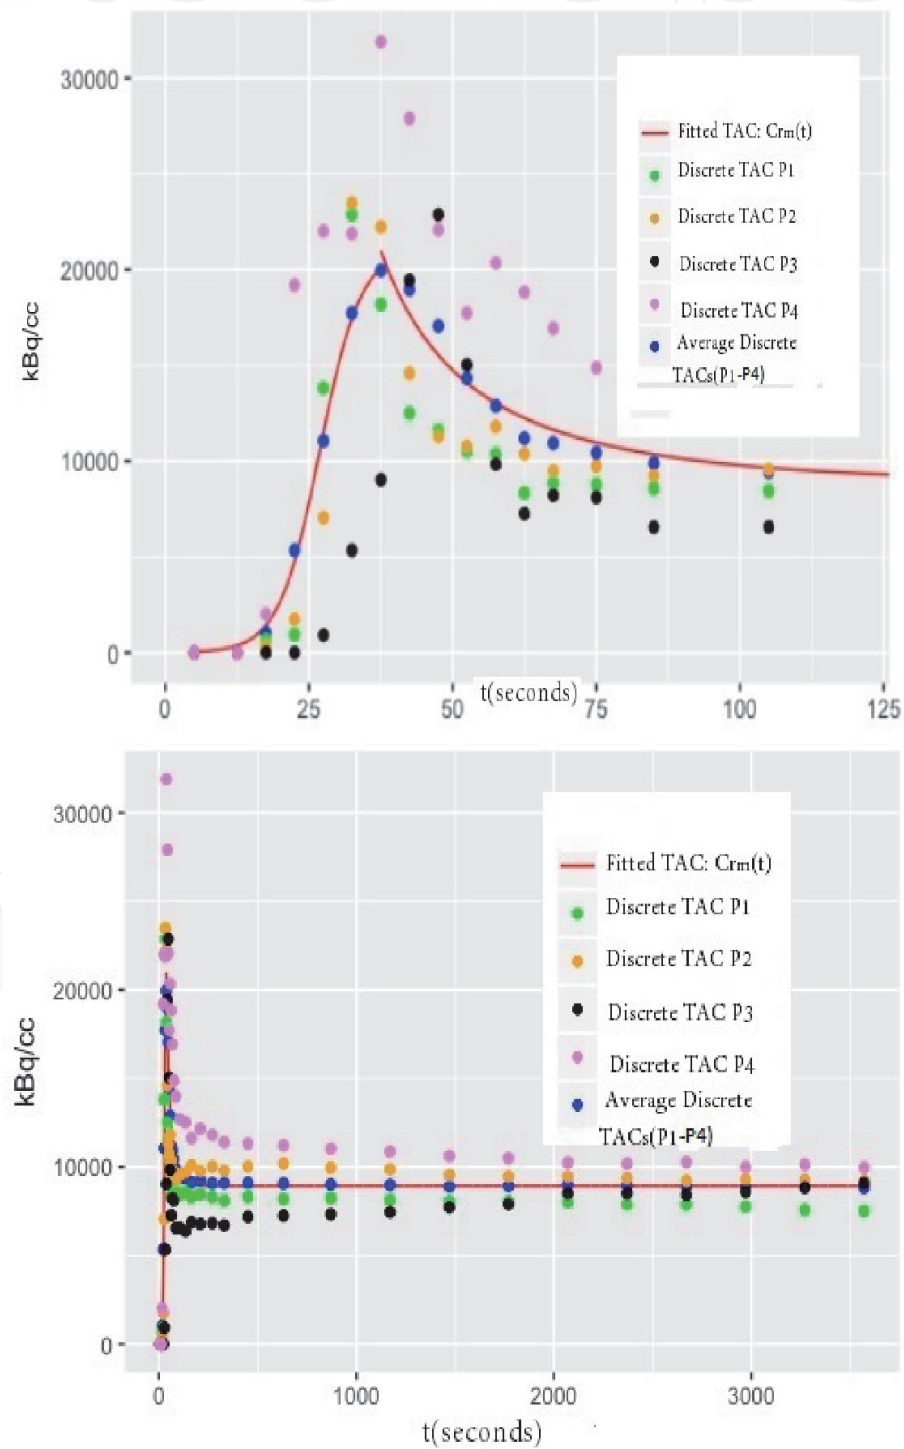 30000
20000
10000
0
kBq/cc
Fitted TAC: Crm(t)
Discrete TAC P1
Discrete TAC P2
Discrete TAC P3
Discrete TAC P4
Average Discrete
TACs(P1-P4)
0 25 50 75 100 125
t(seconds)
30000
20000
10000
0
kBq/cc
Fitted TAC: Crm(t)
Discrete TAC P1
Discrete TAC P2
Discrete TAC P3
Discrete TAC P4
Average Discrete
TACs(P1-P4)
0 1000 2000 3000
t(seconds)